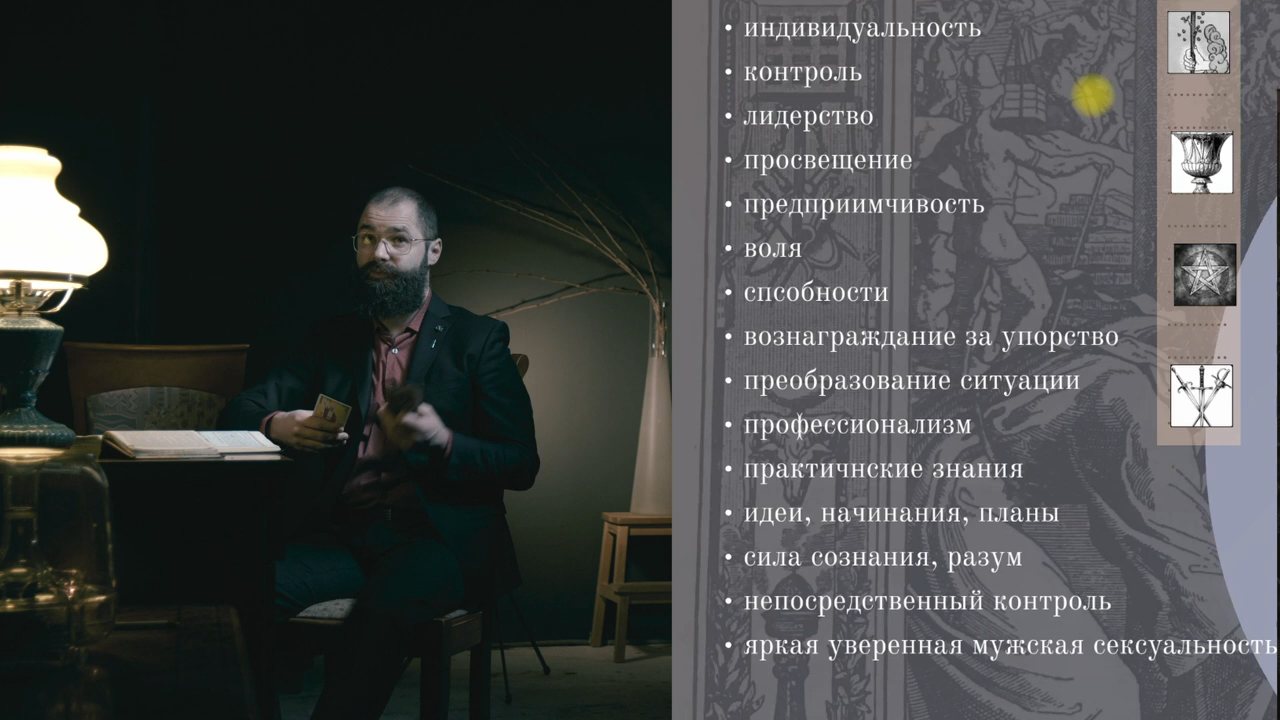 • индивидуальность
• контроль
• лидерство
• просвещение
• предприимчивость
• воля
• спсобности
• вознаграждание за упорство
• преобразование ситуации
• профессионализм
• практичнские знания
• идеи, начинания, планы
• сила сознания, разум
• непосредственный контроль
• яркая уверенная мужская сексуальность